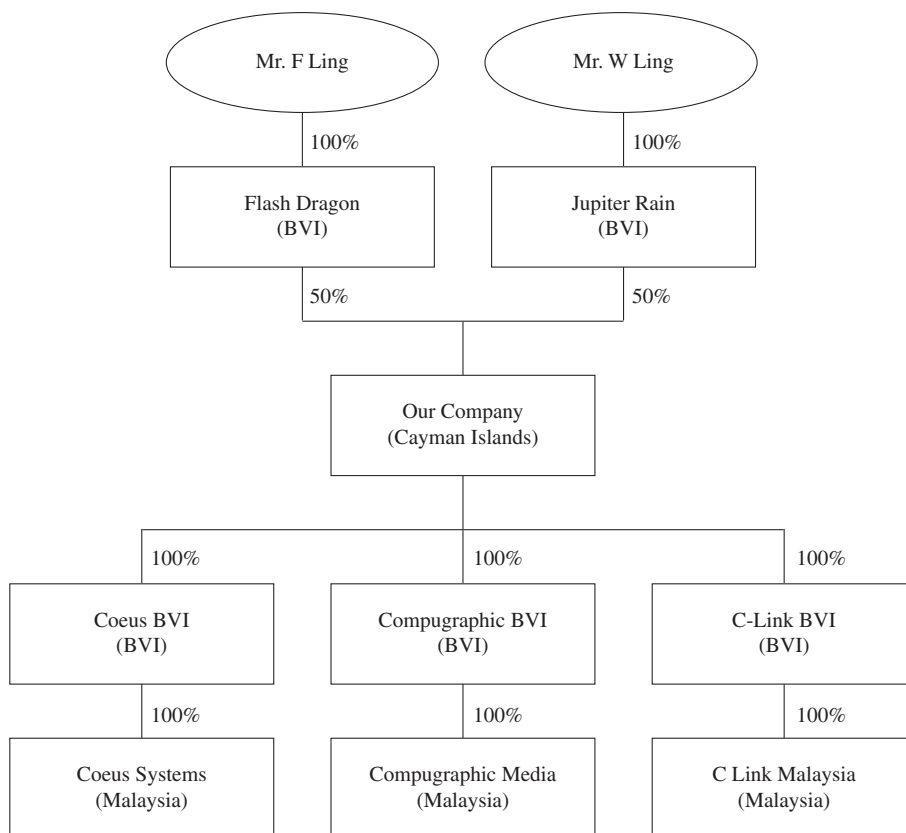 Mr. F Ling
Mr. W Ling
100%
100%
Flash Dragon
(BVI)
Jupiter Rain
(BVI)
50%
50%
Our Company
(Cayman Islands)
100%
100%
100%
Coeus BVI
(BVI)
Compugraphic BVI
(BVI)
C-Link BVI
(BVI)
100%
100%
100%
Coeus Systems
(Malaysia)
Compugraphic Media
(Malaysia)
C Link Malaysia
(Malaysia)